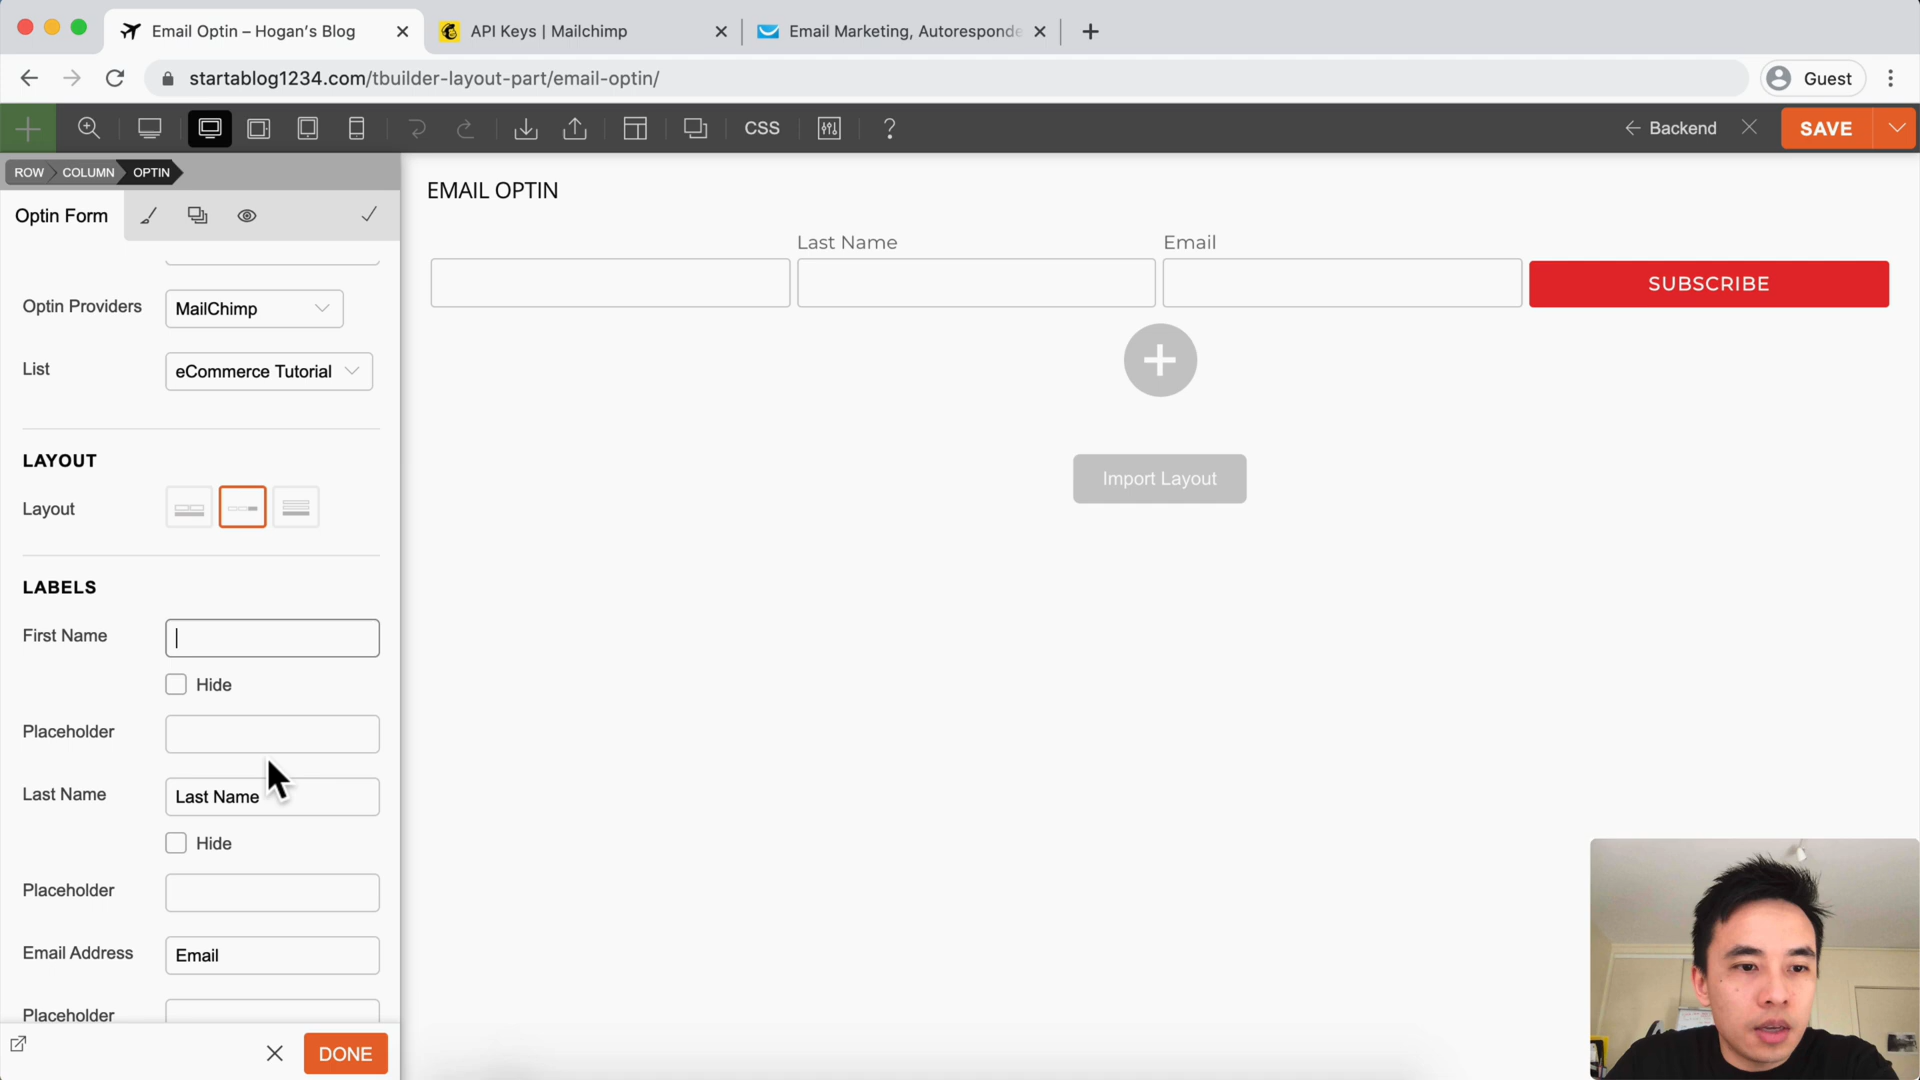 Email Optin – Hogan's Blog
API Keys | Mailchimp
Email Marketing, Autoresponde
startablog1234.com/tbuilder-layout-part/email-optin/
Guest
CSS
?
Backend
SAVE
ROW
COLUMN
OPTIN
Optin Form
Optin Providers
MailChimp
List
eCommerce Tutorial
LAYOUT
Layout
LABELS
First Name
Hide
Placeholder
Last Name
Last Name
Hide
Placeholder
Email Address
Email
Placeholder
DONE
EMAIL OPTIN
Last Name
Email
SUBSCRIBE
Import Layout